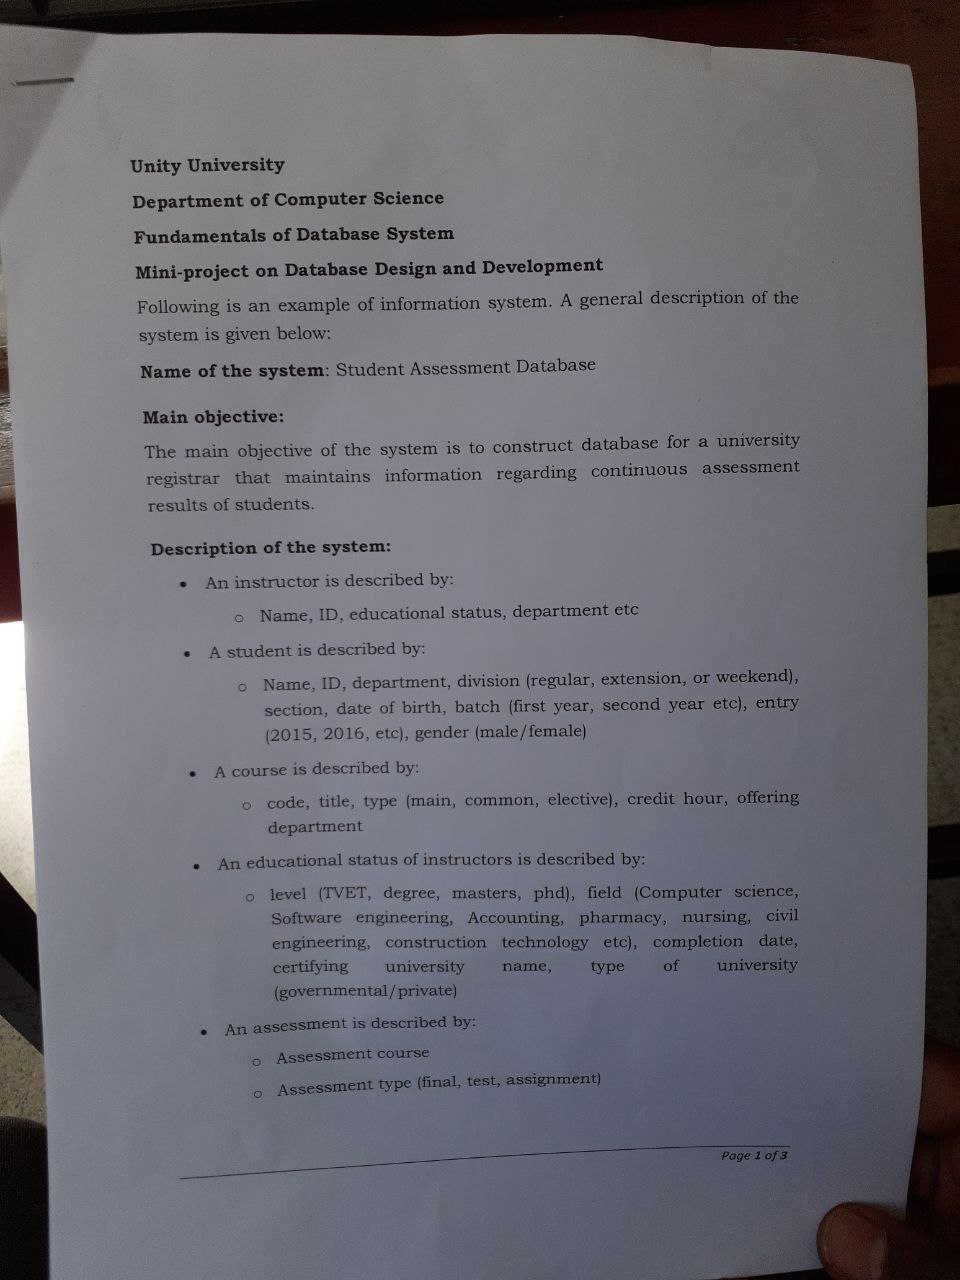 Unity University
Department of Computer Science
Fundamentals of Database System
Mini-project on Database Design and Development
Following is an example of information system. A general description of the
system is given below:
Name of the system: Student Assessment Database
Main objective:
The main objective of the system is to construct database for a university
registrar that maintains information regarding continuous assessment
results of students.
Description of the system:
• An instructor is described by:
o Name, ID, educational status, department etc
• A student is described by:
o Name, ID, department, division (regular, extension, or weekend),
section, date of birth, batch (first year, second year etc), entry
(2015, 2016, etc), gender (male/female)
• A course is described by:
o code, title, type (main, common, elective), credit hour, offering
department
• An educational status of instructors is described by:
o level (TVET, degree, masters, phd), field (Computer science,
Software engineering, Accounting, pharmacy, nursing, civil
engineering, construction technology etc), completion date,
certifying university name, type of university
(governmental/private)
• An assessment is described by:
o Assessment course
o Assessment type (final, test, assignment)
Page 1 of 3